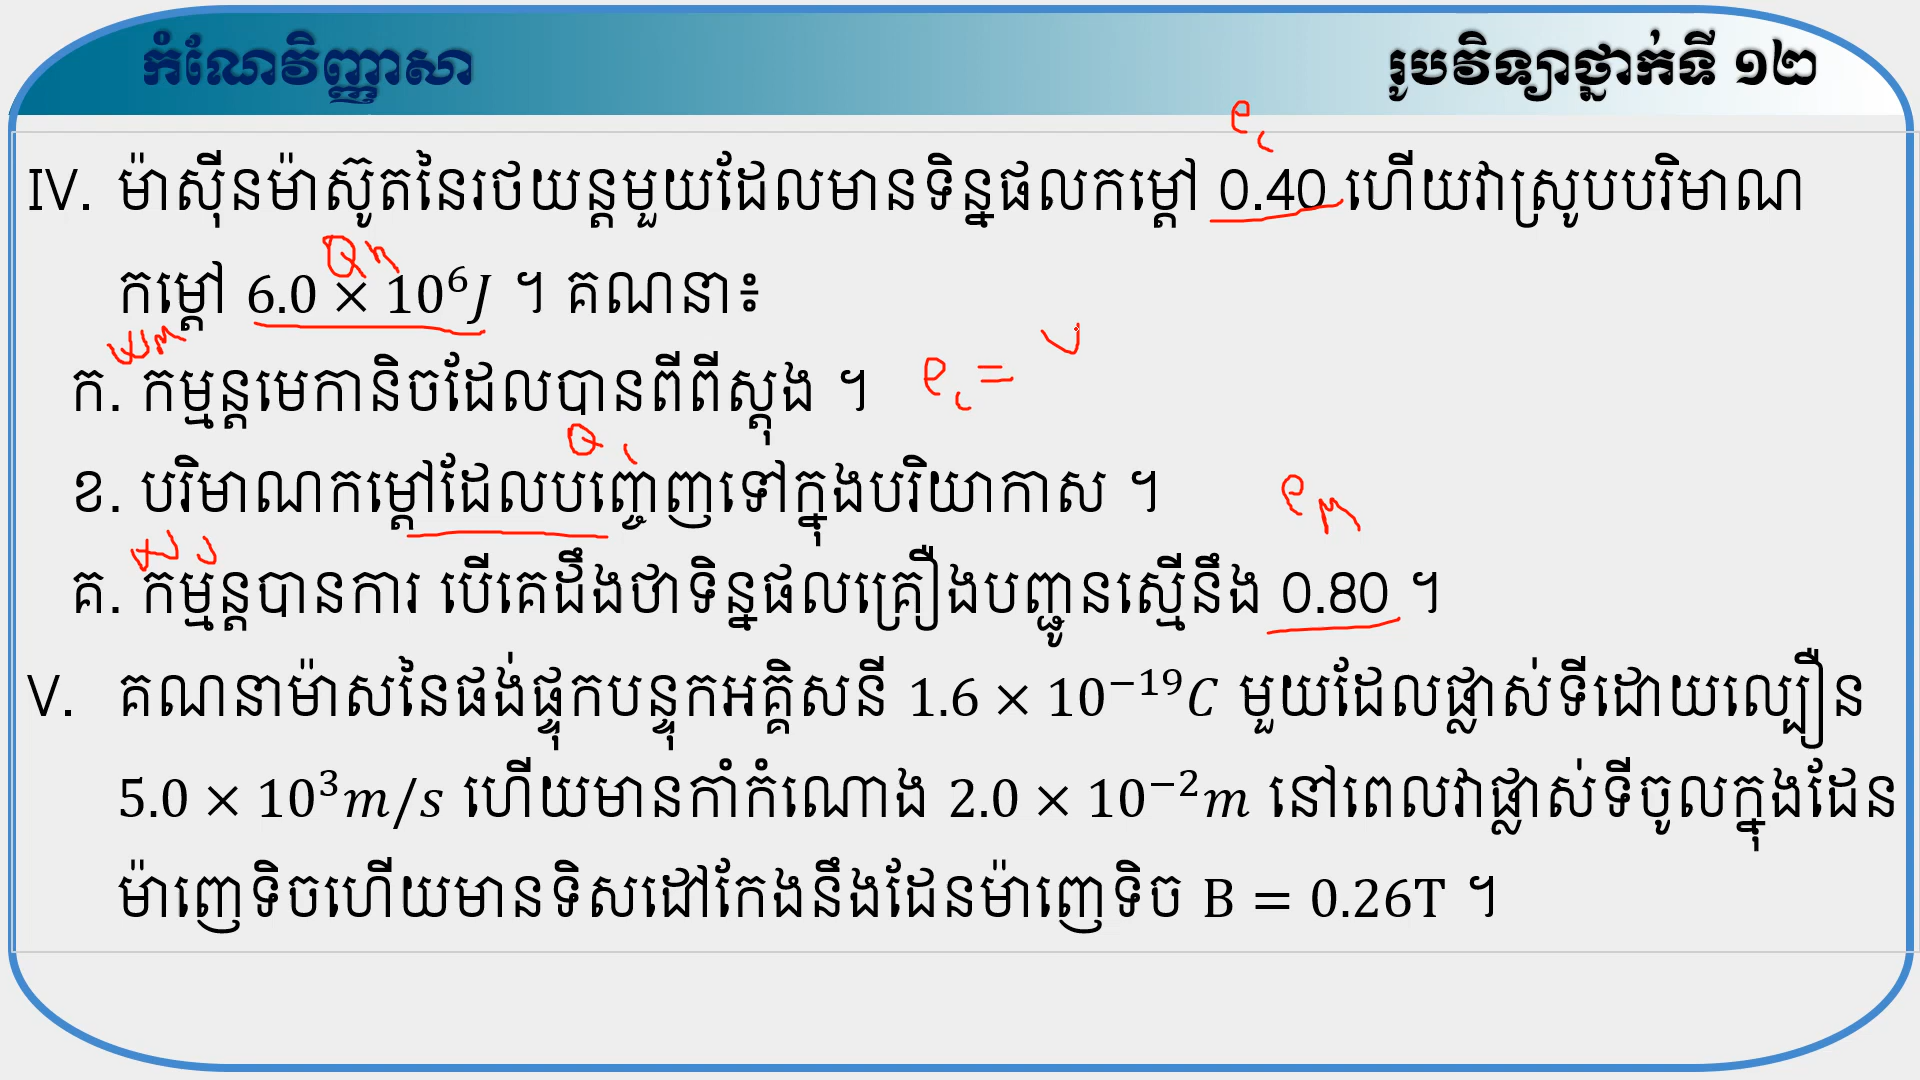 កំណែវិញ្ញាសា
រូបវិទ្យាថ្នាក់ទី ១២
e_c
IV. ម៉ាស៊ីនម៉ាស៊ូតនៃរថយន្តមួយដែលមានទិន្នផលកម្ដៅ 0.40 ហើយវាស្រូបបរិមាណ
Q_h
កម្ដៅ 6.0 × 10⁶J ។ គណនា៖
W_M
ក. កម្មន្តមេកានិចដែលបានពីពីស្តុង ។
e_c =
Q_c
ខ. បរិមាណកម្ដៅដែលបញ្ចេញទៅក្នុងបរិយាកាស ។
e_M
W_u
គ. កម្មន្តបានការ បើគេដឹងថាទិន្នផលគ្រឿងបញ្ជូនស្មើនឹង 0.80 ។
V. គណនាម៉ាសនៃផង់ផ្ទុកបន្ទុកអគ្គិសនី 1.6 × 10⁻¹⁹C មួយដែលផ្លាស់ទីដោយល្បឿន
5.0 × 10³m/s ហើយមានកាំកំណោង 2.0 × 10⁻²m នៅពេលវាផ្លាស់ទីចូលក្នុងដែន
ម៉ាញេទិចហើយមានទិសដៅកែងនឹងដែនម៉ាញេទិច B = 0.26T ។